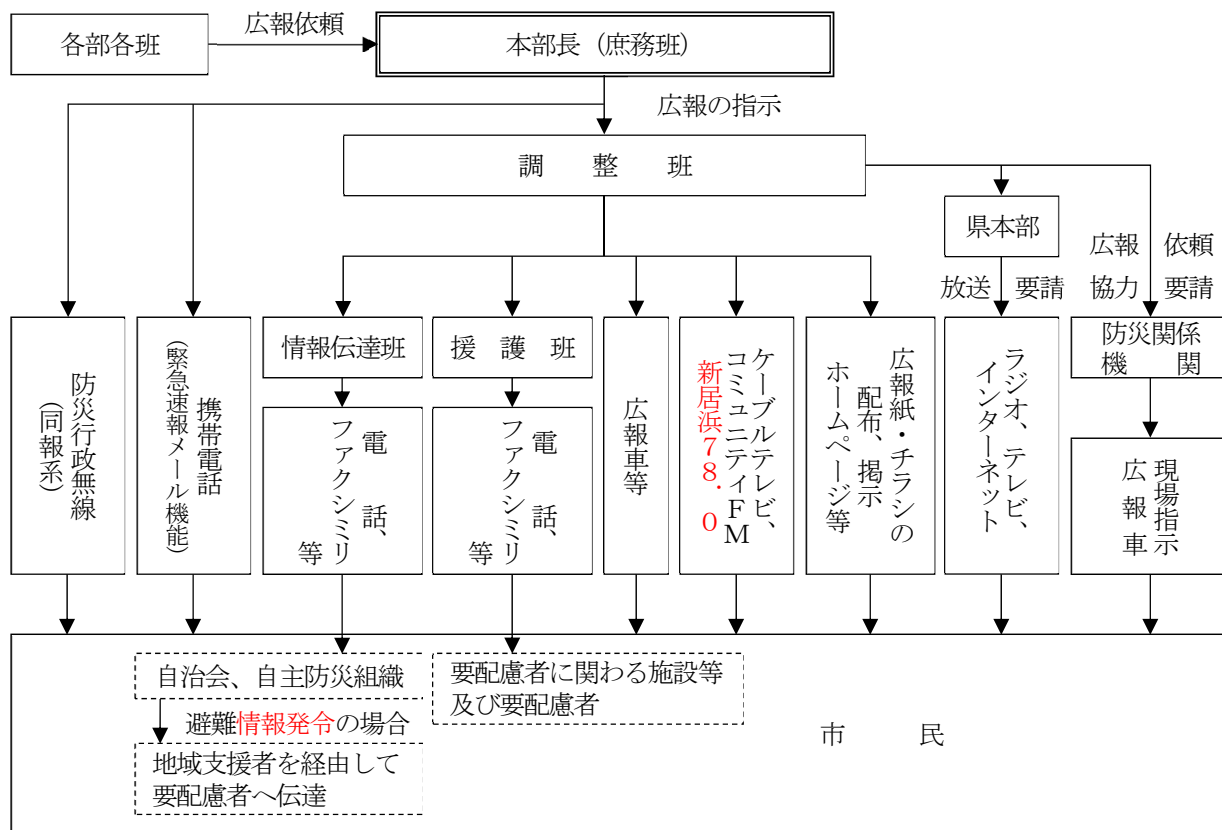 各部各班
広報依頼
本部長（庶務班）
広報の指示
調　整　班
県本部
放送　要請
広報　依頼
協力　要請
防災行政無線
（同報系）
携帯電話
（緊急速報メール機能）
情報伝達班
電　話、
ファクシミリ
等
援　護　班
電　話、
ファクシミリ
等
広報車等
ケーブルテレビ、
コミュニティＦＭ
新居浜７８．０
広報紙・チラシの
配布、掲示
ホームページ等
ラジオ、テレビ、
インターネット
防災関係
機　　関
現場指示
広報車
自治会、自主防災組織
避難情報発令の場合
地域支援者を経由して
要配慮者へ伝達
要配慮者に関わる施設等
及び要配慮者
市　　民